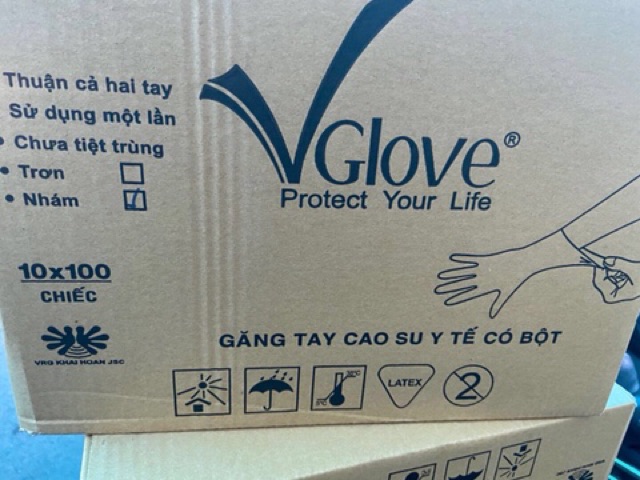 Thuận cả hai tay
Sử dụng một lần
• Chưa tiệt trùng
• Trơn
• Nhám
10x100
CHIẾC
VRG KHAI HOAN JSC
VGlove®
Protect Your Life
GĂNG TAY CAO SU Y TẾ CÓ BỘT
LATEX
2